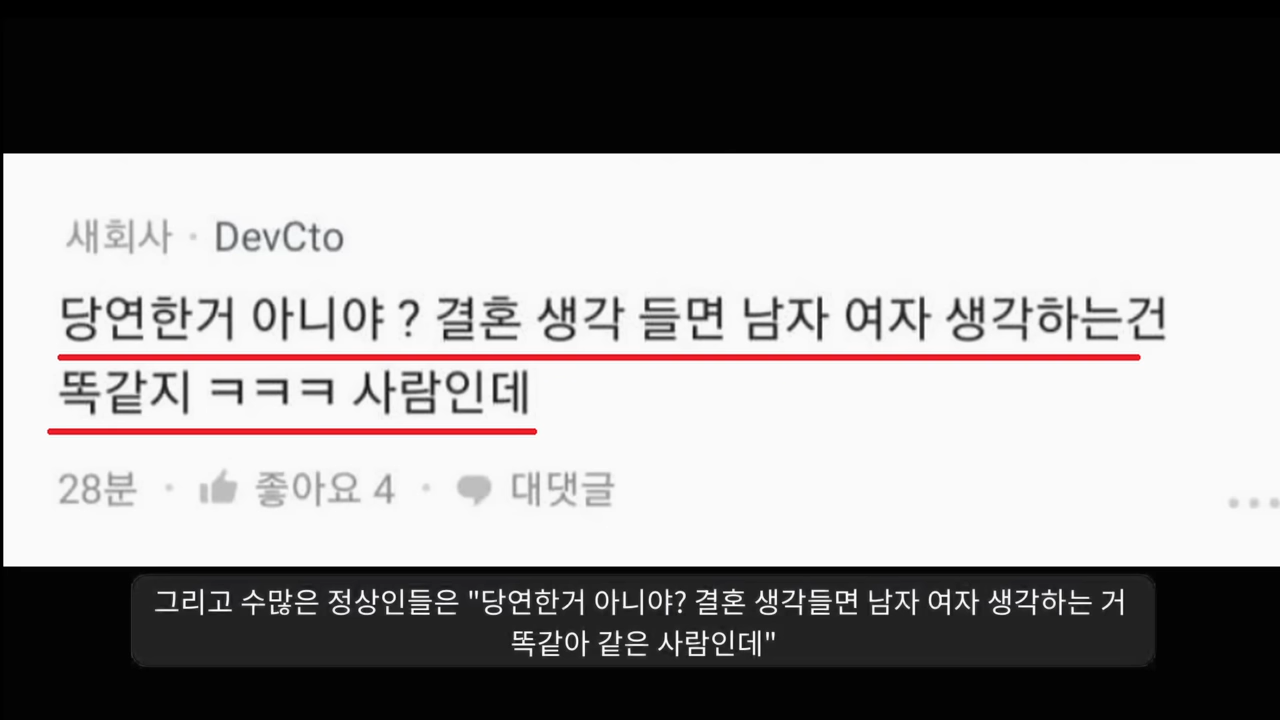 새회사 · DevCto
당연한거 아니야 ? 결혼 생각 들면 남자 여자 생각하는건
똑같지 ㅋㅋㅋ 사람인데
28분 · 좋아요 4 · 대댓글
그리고 수많은 정상인들은 "당연한거 아니야? 결혼 생각들면 남자 여자 생각하는 거
똑같아 같은 사람인데"